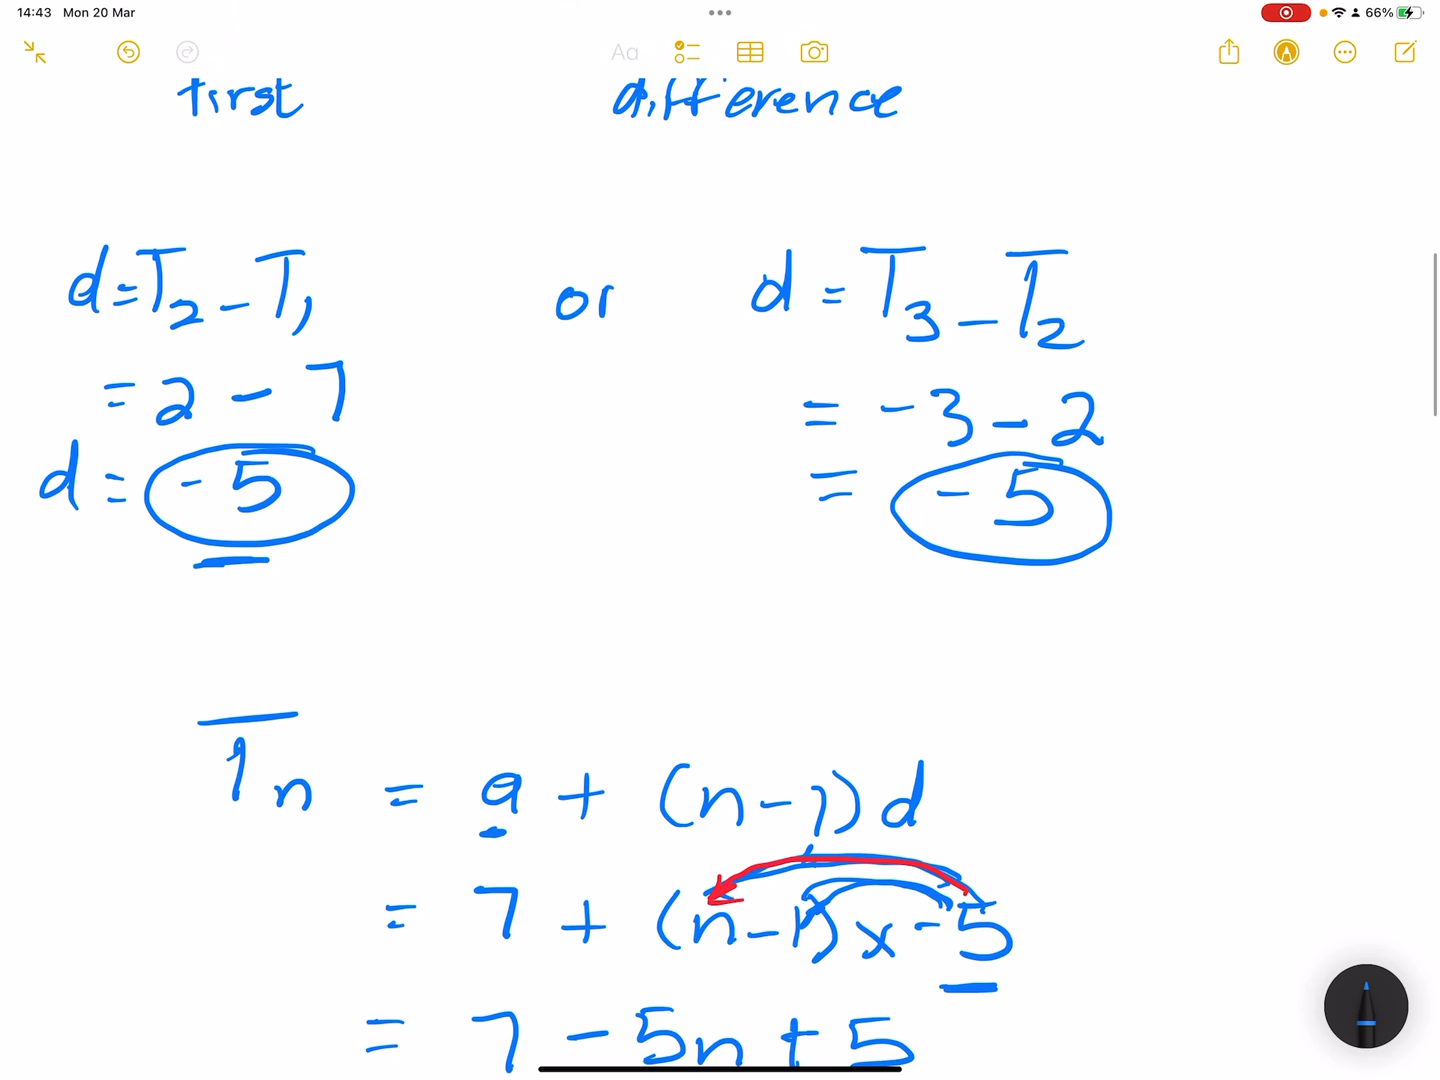 14:43 Mon 20 Mar 66%
Aa
first difference
d = T₂ - T₁ or d = T₃ - T₂
= 2 - 7 = -3 - 2
d = -5 = -5
Tₙ = a + (n-1)d
= 7 + (n-1) x -5
= 7 - 5n + 5